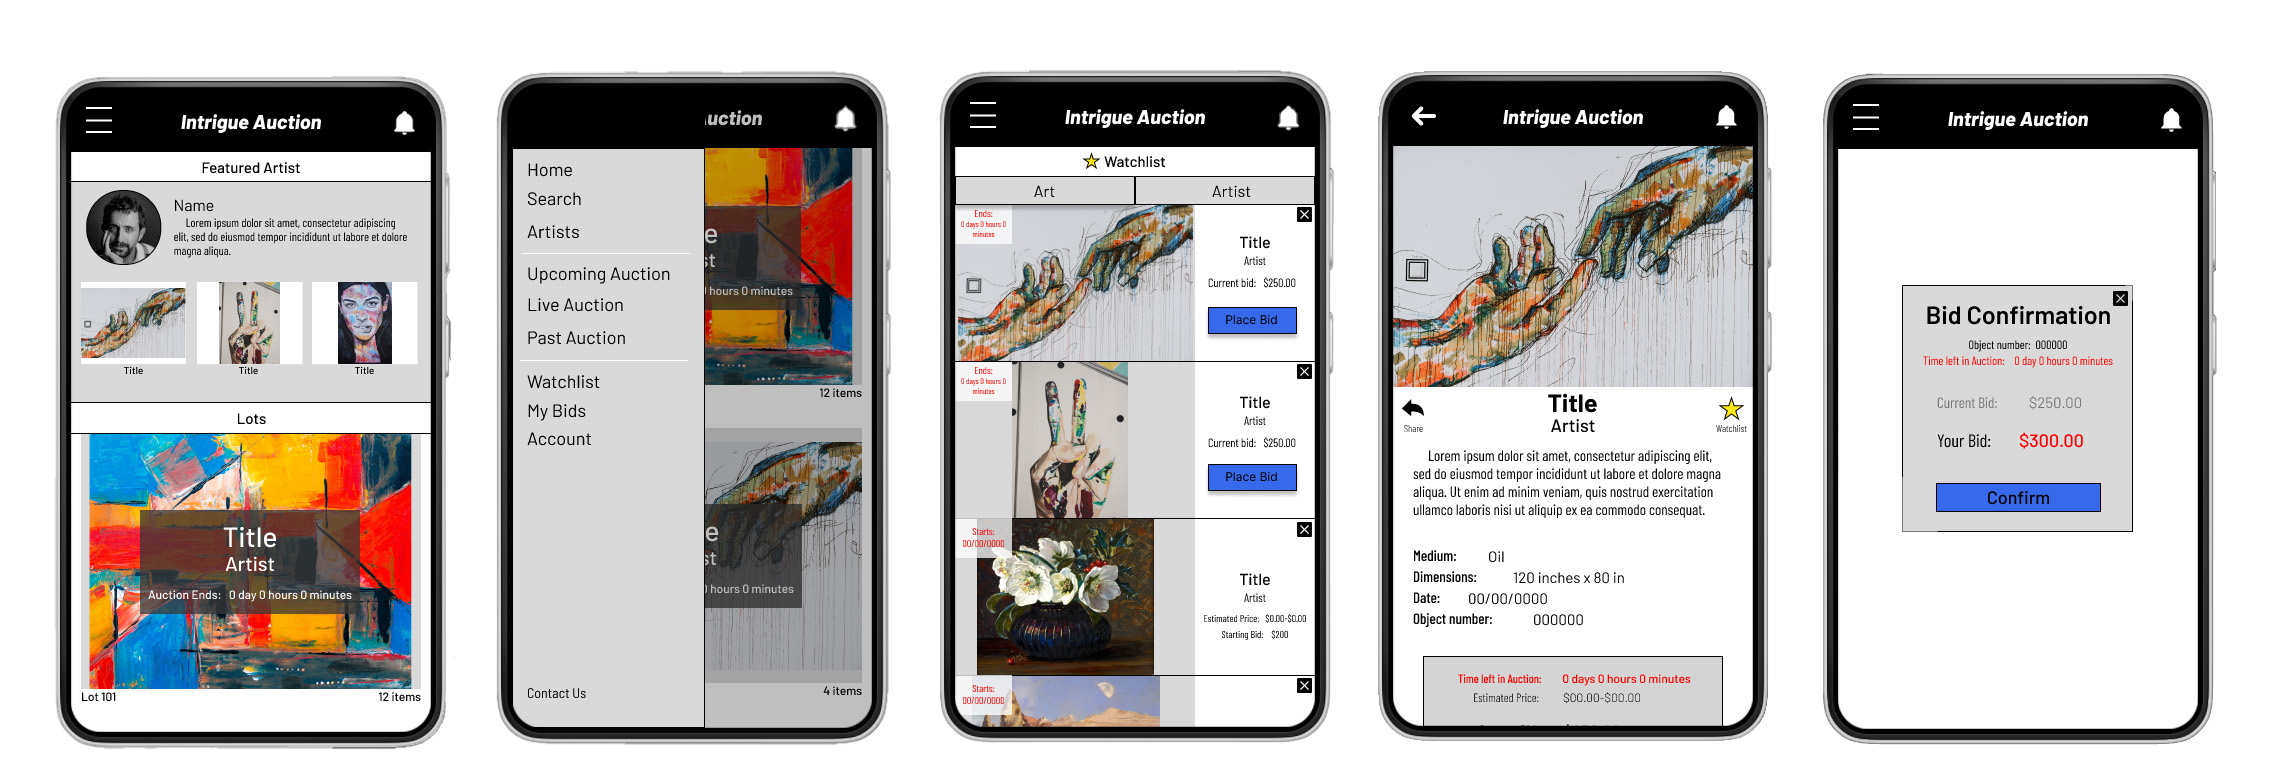 Intrigue Auction
Featured Artist
Name
Lorem ipsum dolor sit amet, consectetur adipiscing
elit, sed do eiusmod tempor incididunt ut labore et dolore
magna aliqua.
Title
Title
Title
Lots
Title
Artist
Auction Ends: 0 day 0 hours 0 minutes
Lot 101
12 items
uction
Home
Search
Artists
Upcoming Auction
Live Auction
Past Auction
Watchlist
My Bids
Account
Contact Us
e
st
0 hours 0 minutes
12 items
e
st
0 hours 0 minutes
4 items
Intrigue Auction
Watchlist
Art
Artist
Ends:
0 days 0 hours 0
minutes
Title
Artist
Current bid: $250.00
Place Bid
Ends:
0 days 0 hours 0
minutes
Title
Artist
Current bid: $250.00
Place Bid
Starts:
00/00/0000
Title
Artist
Estimated Price: $0.00-$0.00
Starting Bid: $200
Starts:
00/00/0000
Intrigue Auction
Share
Title
Artist
Watchlist
Lorem ipsum dolor sit amet, consectetur adipiscing elit,
sed do eiusmod tempor incididunt ut labore et dolore magna
aliqua. Ut enim ad minim veniam, quis nostrud exercitation
ullamco laboris nisi ut aliquip ex ea commodo consequat.
Medium: Oil
Dimensions: 120 inches x 80 in
Date: 00/00/0000
Object number: 000000
Time left in Auction: 0 days 0 hours 0 minutes
Estimated Price: $00.00-$00.00
Intrigue Auction
Bid Confirmation
Object number: 000000
Time left in Auction: 0 day 0 hours 0 minutes
Current Bid: $250.00
Your Bid: $300.00
Confirm